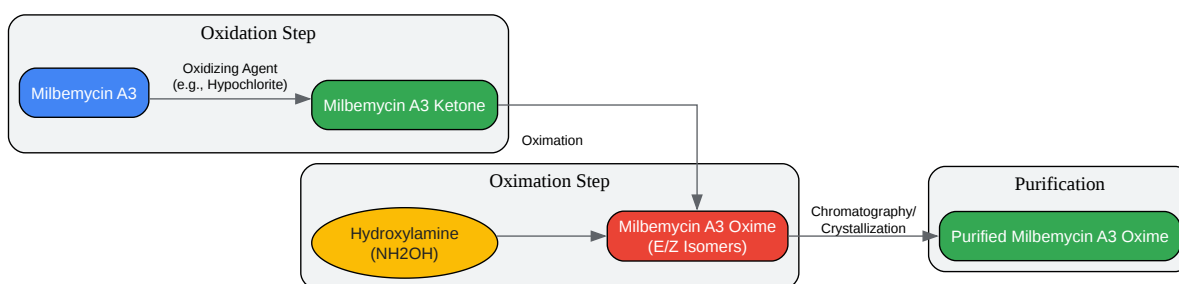 Oxidation Step
Milbemycin A3
Oxidizing Agent
(e.g., Hypochlorite)
Milbemycin A3 Ketone
Oximation
Oximation Step
Hydroxylamine
(NH2OH)
Milbemycin A3 Oxime
(E/Z Isomers)
Chromatography/
Crystallization
Purification
Purified Milbemycin A3 Oxime